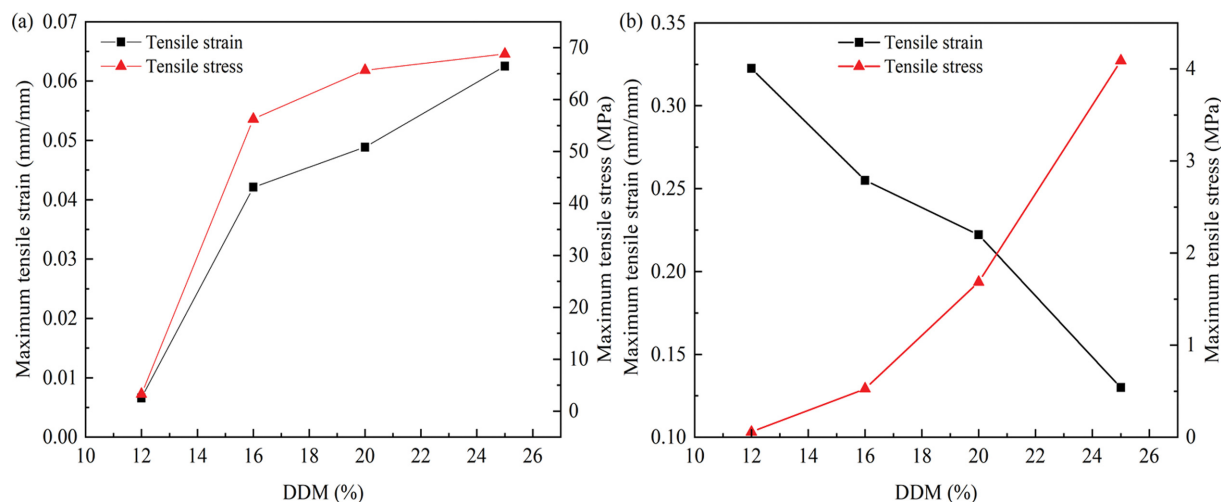 (a)
Maximum tensile strain (mm/mm)
0.07
0.06
0.05
0.04
0.03
0.02
0.01
0.00
Tensile strain
Tensile stress
70
60
50
40
30
20
10
0
Maximum tensile stress (MPa)
10 12 14 16 18 20 22 24 26
DDM (%)
(b)
Maximum tensile strain (mm/mm)
0.35
0.30
0.25
0.20
0.15
0.10
Tensile strain
Tensile stress
4
3
2
1
0
Maximum tensile stress (MPa)
10 12 14 16 18 20 22 24 26
DDM (%)